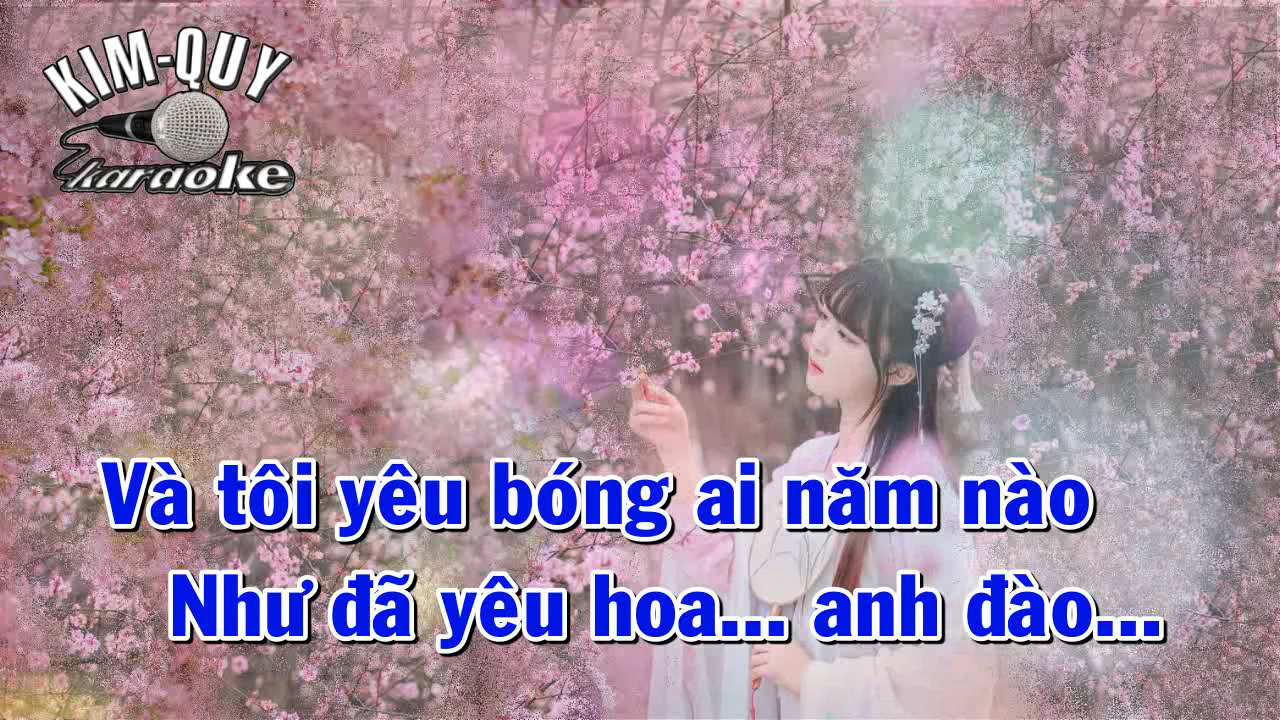 KIM-QUY
karaoke
Và tôi yêu bóng ai năm nào
Như đã yêu hoa... anh đào...